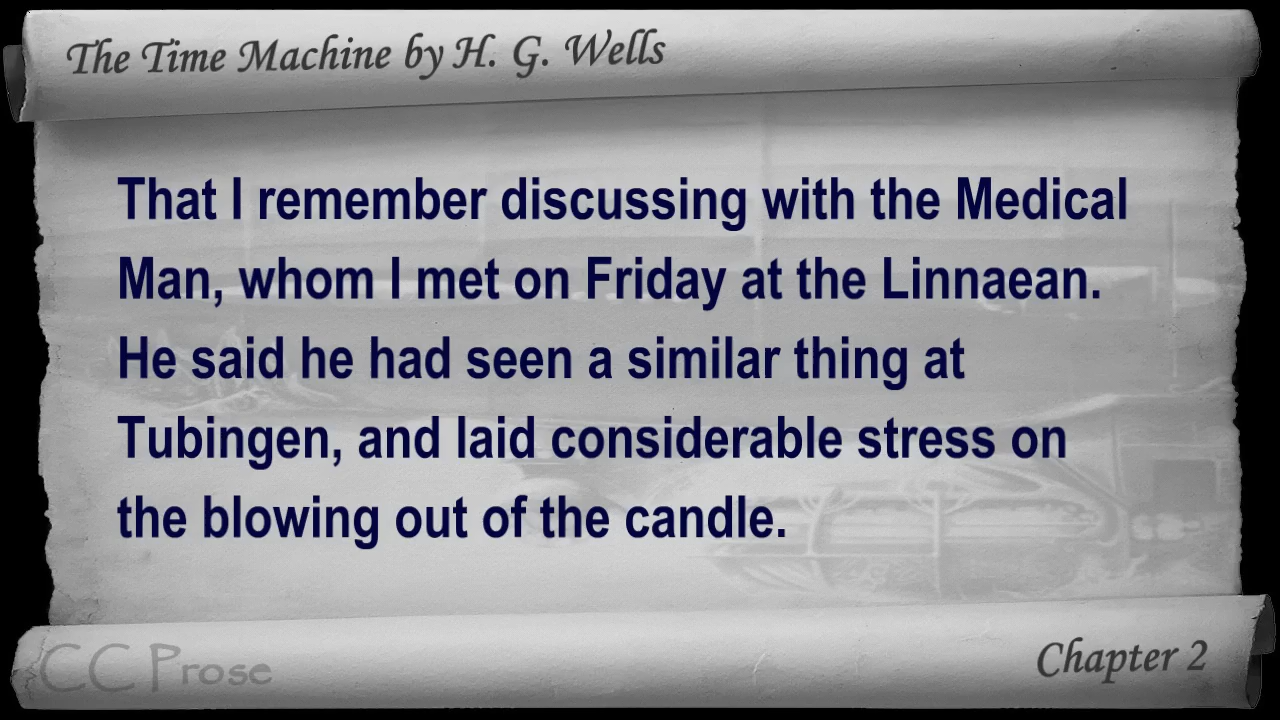 The Time Machine by H. G. Wells
That I remember discussing with the Medical
Man, whom I met on Friday at the Linnaean.
He said he had seen a similar thing at
Tubingen, and laid considerable stress on
the blowing out of the candle.
CC Prose
Chapter 2